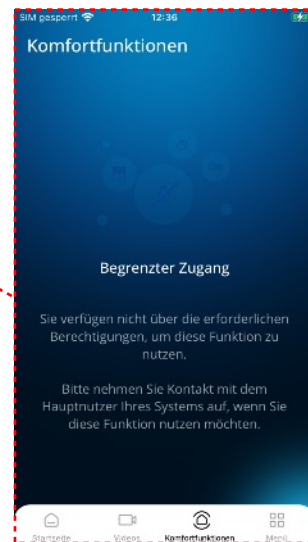 SIM gesperrt 12:36
Komfortfunktionen
Begrenzter Zugang
Sie verfügen nicht über die erforderlichen
Berechtigungen, um diese Funktion zu
nutzen.
Bitte nehmen Sie Kontakt mit dem
Hauptnutzer Ihres Systems auf, wenn Sie
diese Funktion nutzen möchten.
Startseite Videos Komfortfunktionen Menü